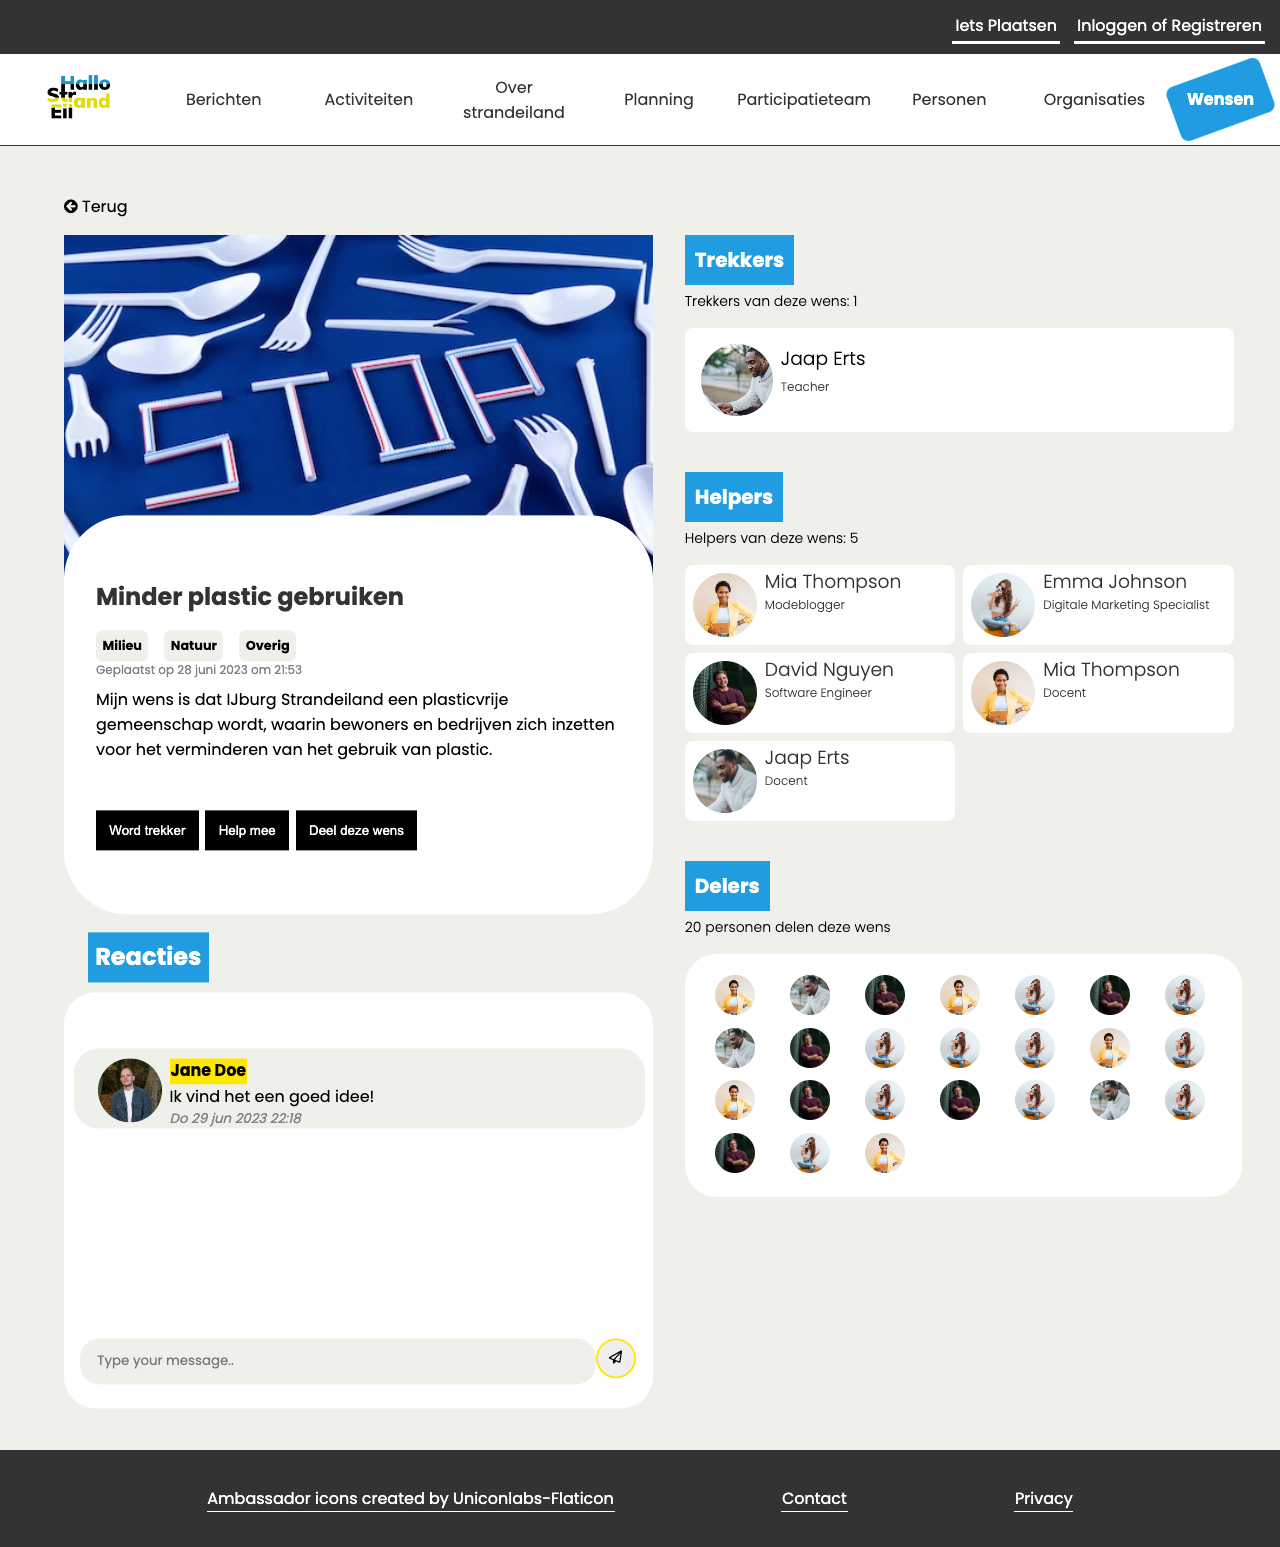 Iets Plaatsen
Inloggen of Registreren
Hallo
Str
Eiland
Eil
Berichten
Activiteiten
Over
strandeiland
Planning
Participatieteam
Personen
Organisaties
Wensen
Terug
STOP
Minder plastic gebruiken
Milieu Natuur Overig
Geplaatst op 28 juni 2023 om 21:53
Mijn wens is dat IJburg Strandeiland een plasticvrije
gemeenschap wordt, waarin bewoners en bedrijven zich inzetten
voor het verminderen van het gebruik van plastic.
Word trekker
Help mee
Deel deze wens
Reacties
Jane Doe
Ik vind het een goed idee!
Do 29 jun 2023 22:18
Type your message..
Trekkers
Trekkers van deze wens: 1
Jaap Erts
Teacher
Helpers
Helpers van deze wens: 5
Mia Thompson
Modeblogger
Emma Johnson
Digitale Marketing Specialist
David Nguyen
Software Engineer
Mia Thompson
Docent
Jaap Erts
Docent
Delers
20 personen delen deze wens
Ambassador icons created by Uniconlabs-Flaticon
Contact
Privacy